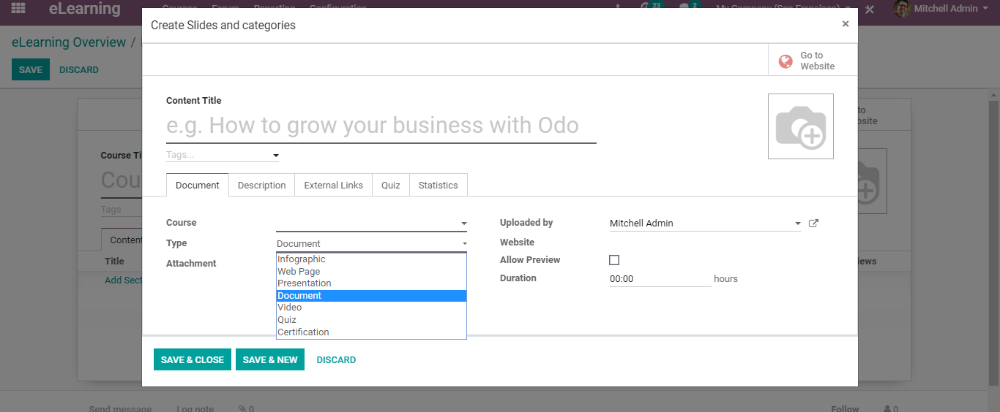 eLearning
Courses Forum Reporting Configuration
23
2
My Company (San Francisco)
Mitchell Admin
eLearning Overview /
SAVE DISCARD
Create Slides and categories
×
Go to
Website
Content Title
e.g. How to grow your business with Odo
Tags...
Document Description External Links Quiz Statistics
Course
Type Document
Attachment
Infographic
Web Page
Presentation
Document
Video
Quiz
Certification
Uploaded by Mitchell Admin
Website
Allow Preview
Duration 00:00 hours
SAVE & CLOSE SAVE & NEW DISCARD
to
Course Ti
Cou
Tags
Content
Title
Add Sect
Send message Log note 0
Follow 0